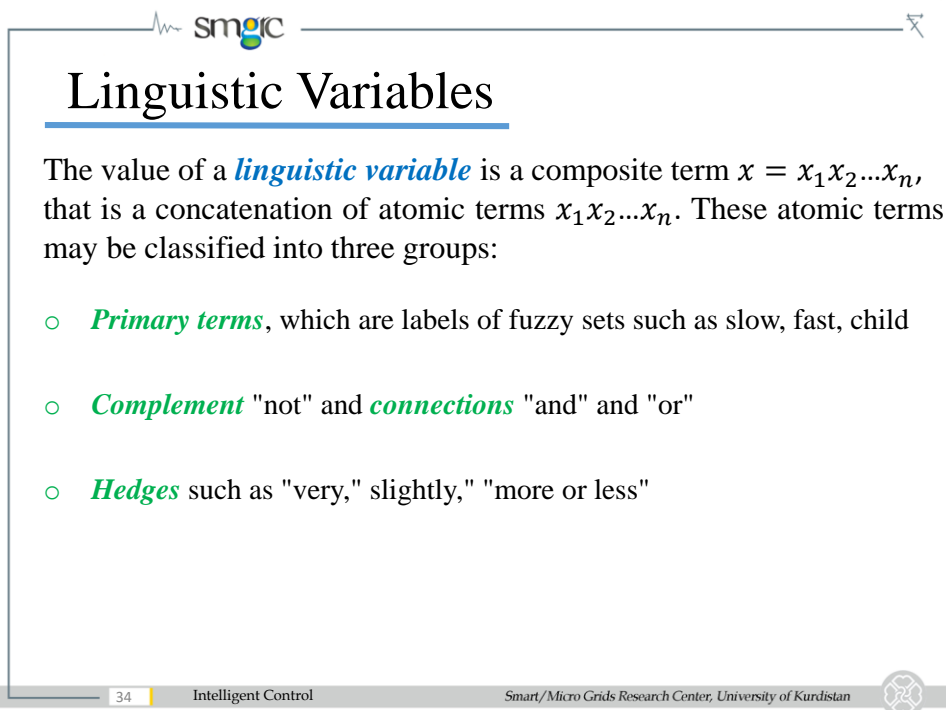 smgrc
Linguistic Variables
The value of a linguistic variable is a composite term x = x₁x₂...xₙ,
that is a concatenation of atomic terms x₁x₂...xₙ. These atomic terms
may be classified into three groups:
o Primary terms, which are labels of fuzzy sets such as slow, fast, child
o Complement "not" and connections "and" and "or"
o Hedges such as "very," slightly," "more or less"
34 Intelligent Control Smart/Micro Grids Research Center, University of Kurdistan